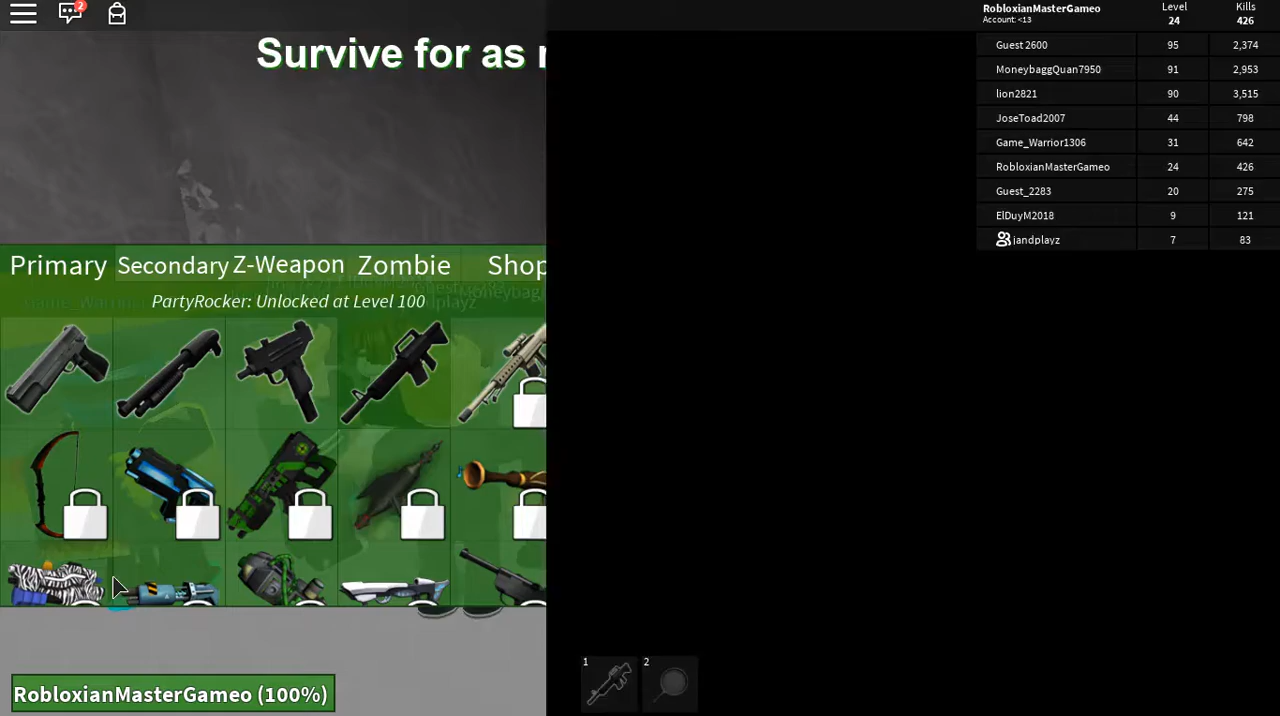 2
RobloxianMasterGameo
Account: <13
Level
24
Kills
426
Survive for as
Guest 2600 95 2,374
MoneybaggQuan7950 91 2,953
lion2821 90 3,515
JoseToad2007 44 798
Game_Warrior1306 31 642
RobloxianMasterGameo 24 426
Guest_2283 20 275
ElDuyM2018 9 121
iandplayz 7 83
Primary Secondary Z-Weapon Zombie Shop
PartyRocker: Unlocked at Level 100
1 2
RobloxianMasterGameo (100%)